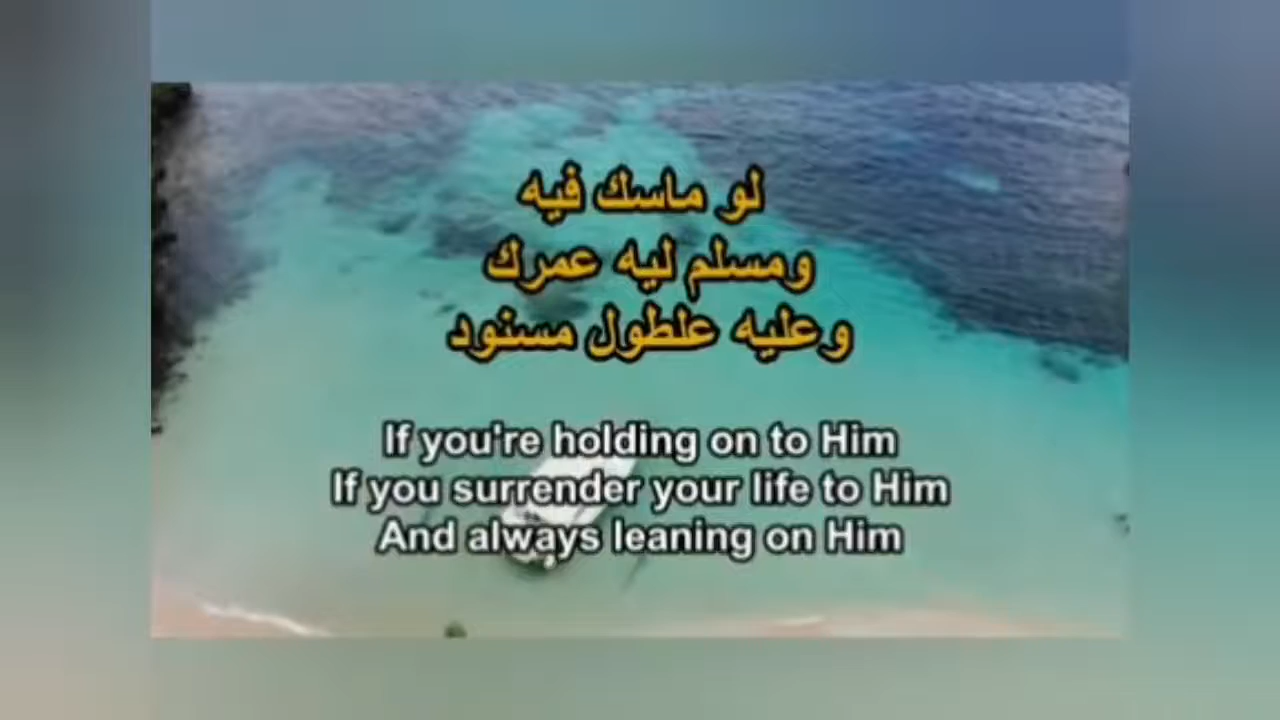 لو ماسك فيه
ومسلم ليه عمرك
وعليه علطول مسنود
If you're holding on to Him
If you surrender your life to Him
And always leaning on Him